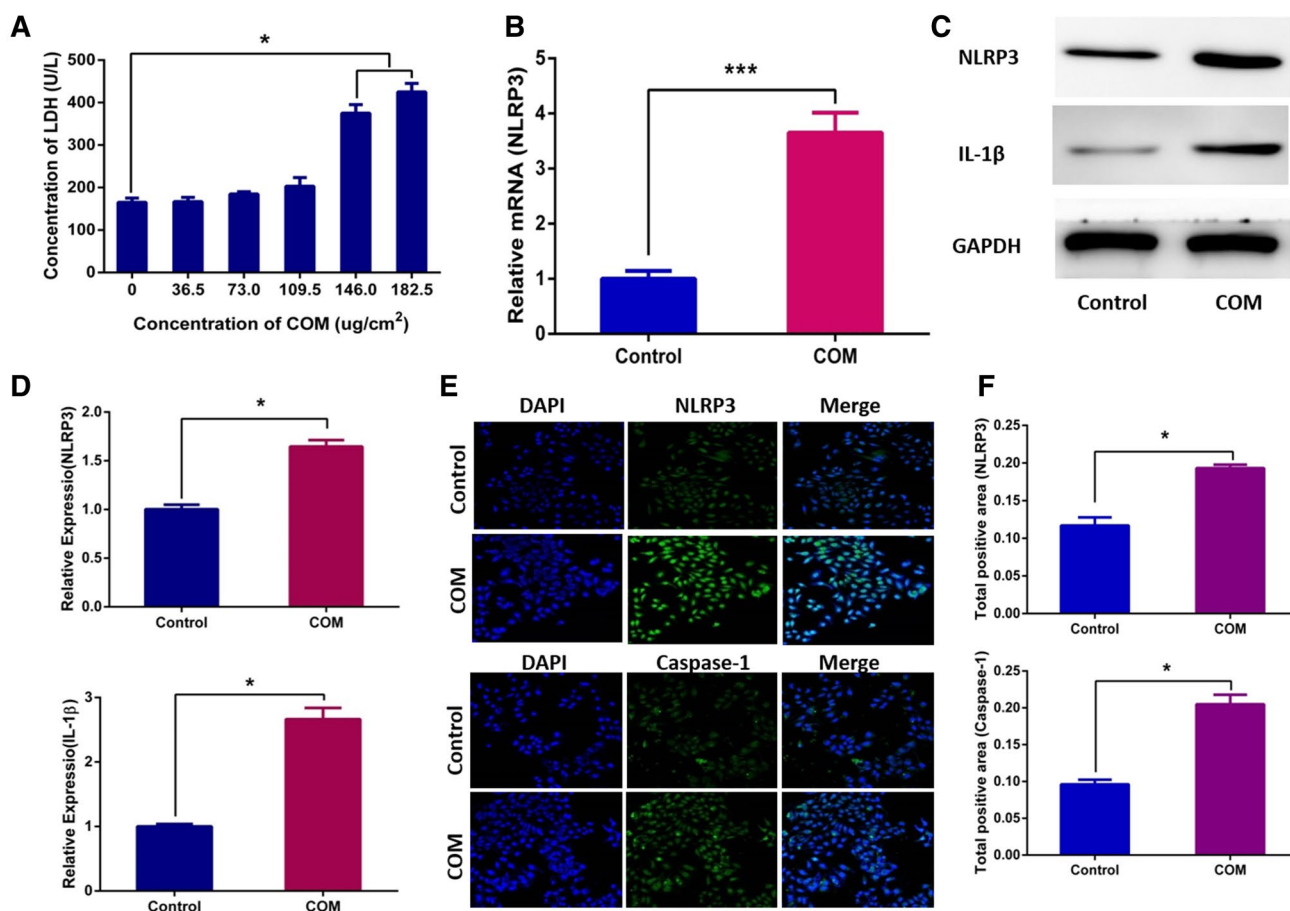 A
*
Concentration of LDH (U/L)
500
400
300
200
100
0
0 36.5 73.0 109.5 146.0 182.5
Concentration of COM (ug/cm²)
B
***
Relative mRNA (NLRP3)
5
4
3
2
1
0
Control COM
C
NLRP3
IL-1β
GAPDH
Control COM
D
*
Relative Expressio(NLRP3)
2.0
1.5
1.0
0.5
0.0
Control COM
*
Relative Expressio(IL-1β)
3
2
1
0
Control COM
E
DAPI NLRP3 Merge
Control
COM
DAPI Caspase-1 Merge
Control
COM
F
*
Total positive area (NLRP3)
0.25
0.20
0.15
0.10
0.05
0.00
Control COM
*
Total positive area (Caspase-1)
0.25
0.20
0.15
0.10
0.05
0.00
Control COM